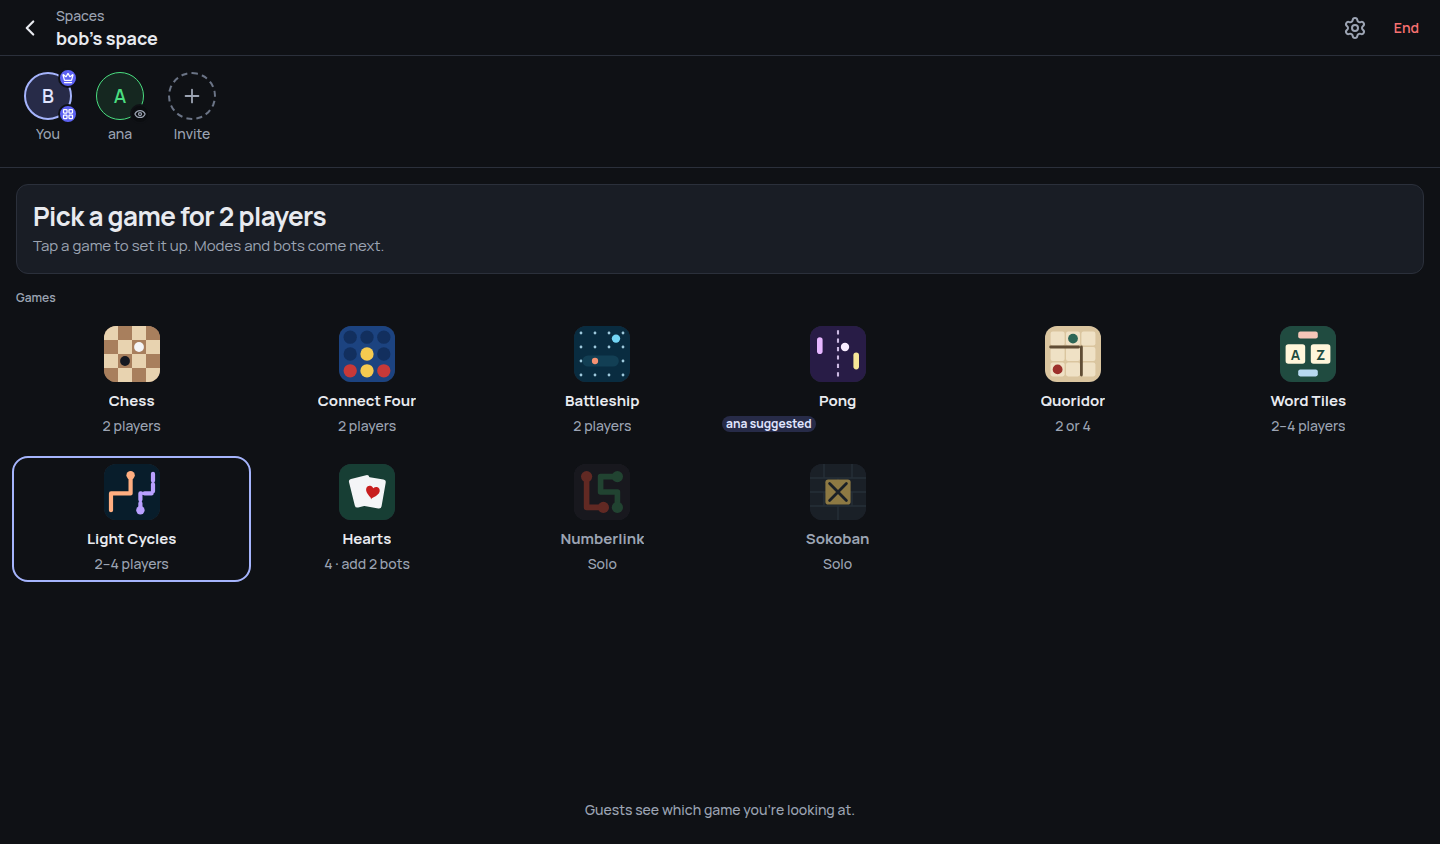 Spaces
bob's space
End
B
A
You
ana
Invite
Pick a game for 2 players
Tap a game to set it up. Modes and bots come next.
Games
A Z
Chess
Connect Four
Battleship
Pong
Quoridor
Word Tiles
2 players
2 players
2 players
ana suggested
2 or 4
2–4 players
Light Cycles
Hearts
Numberlink
Sokoban
2–4 players
4 · add 2 bots
Solo
Solo
Guests see which game you're looking at.